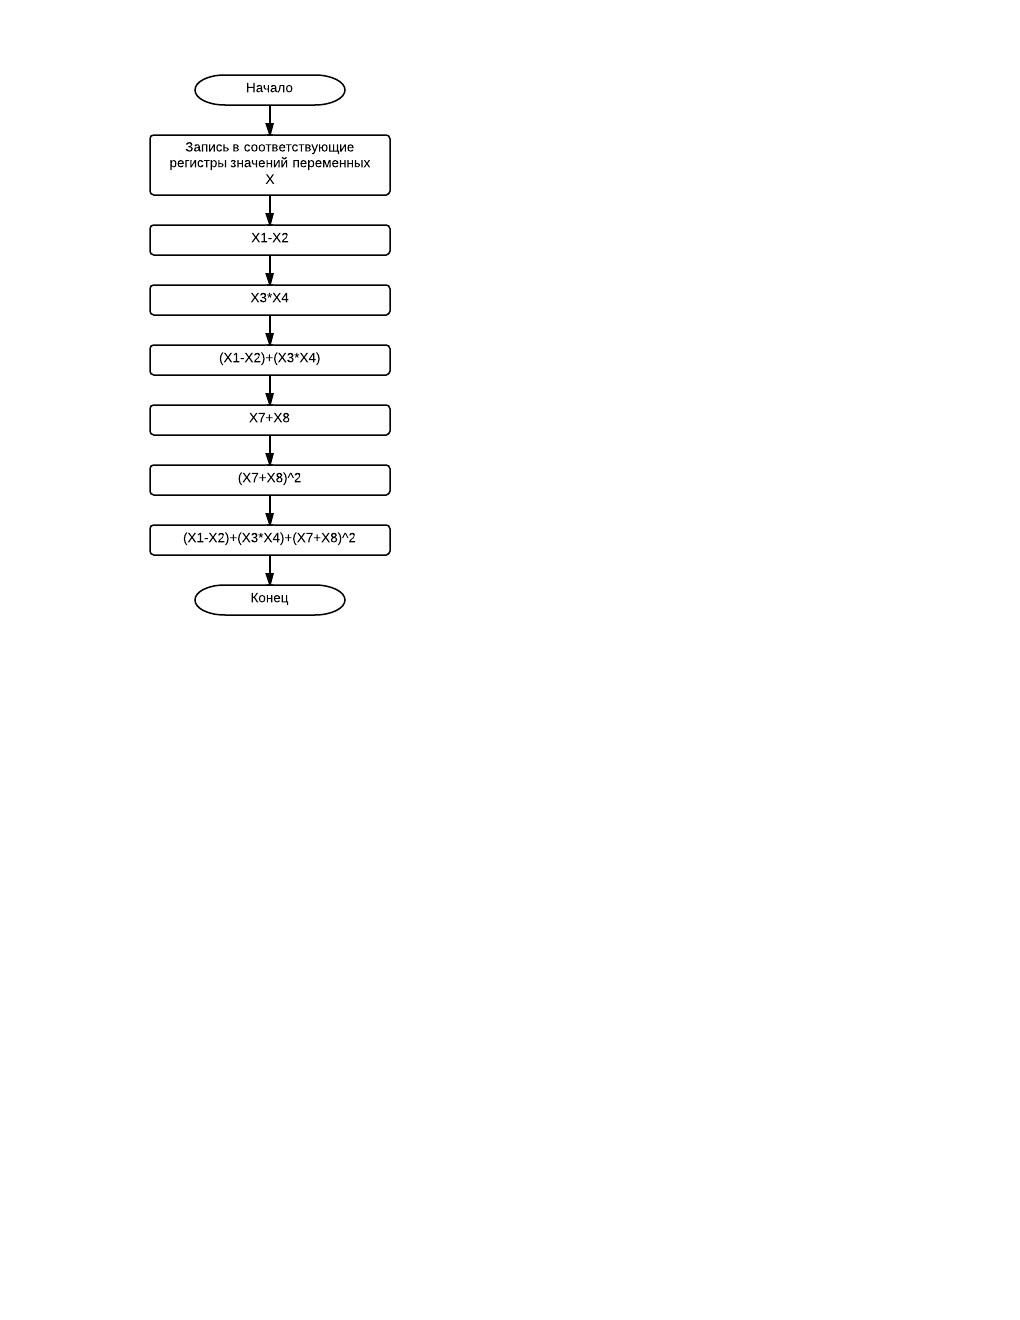 Начало
Запись в соответствующие
регистры значений переменных
X
X1-X2
X3*X4
(X1-X2)+(X3*X4)
X7+X8
(X7+X8)^2
(X1-X2)+(X3*X4)+(X7+X8)^2
Конец